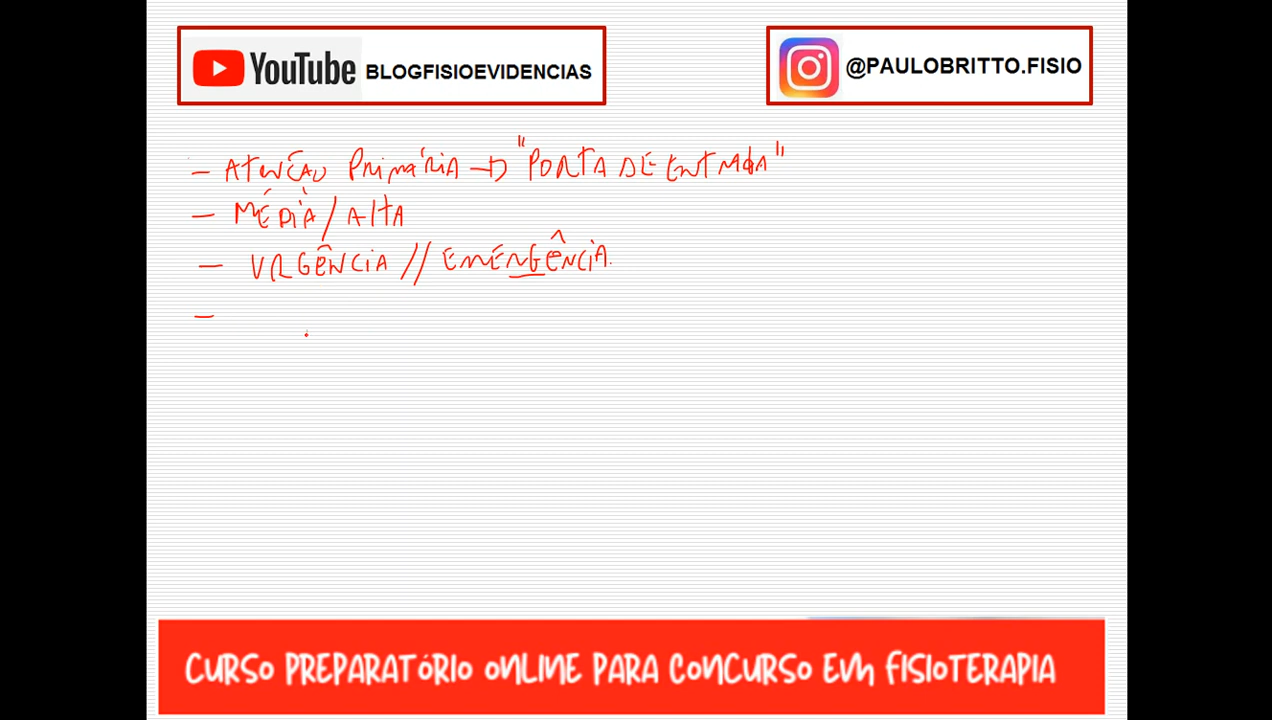 YouTube BLOGFISIOEVIDENCIAS
@PAULOBRITTO.FISIO
- ATENÇÃO PRIMÁRIA → "PORTA DE ENTRADA"
- MÉDIA / ALTA
- URGÊNCIA // EMERGÊNCIA.
-
CURSO PREPARATÓRIO ONLINE PARA CONCURSO EM FISIOTERAPIA